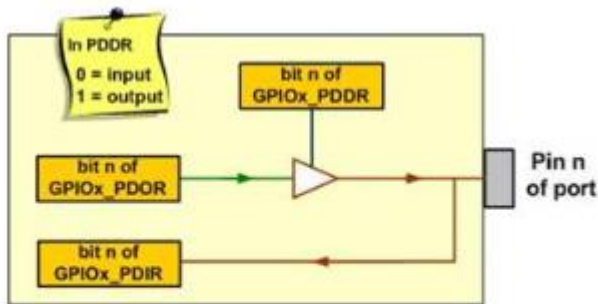 In PDDR
0 = input
1 = output
bit n of
GPIOx_PDDR
bit n of
GPIOx_PDOR
Pin n
of port
bit n of
GPIOx_PDIR